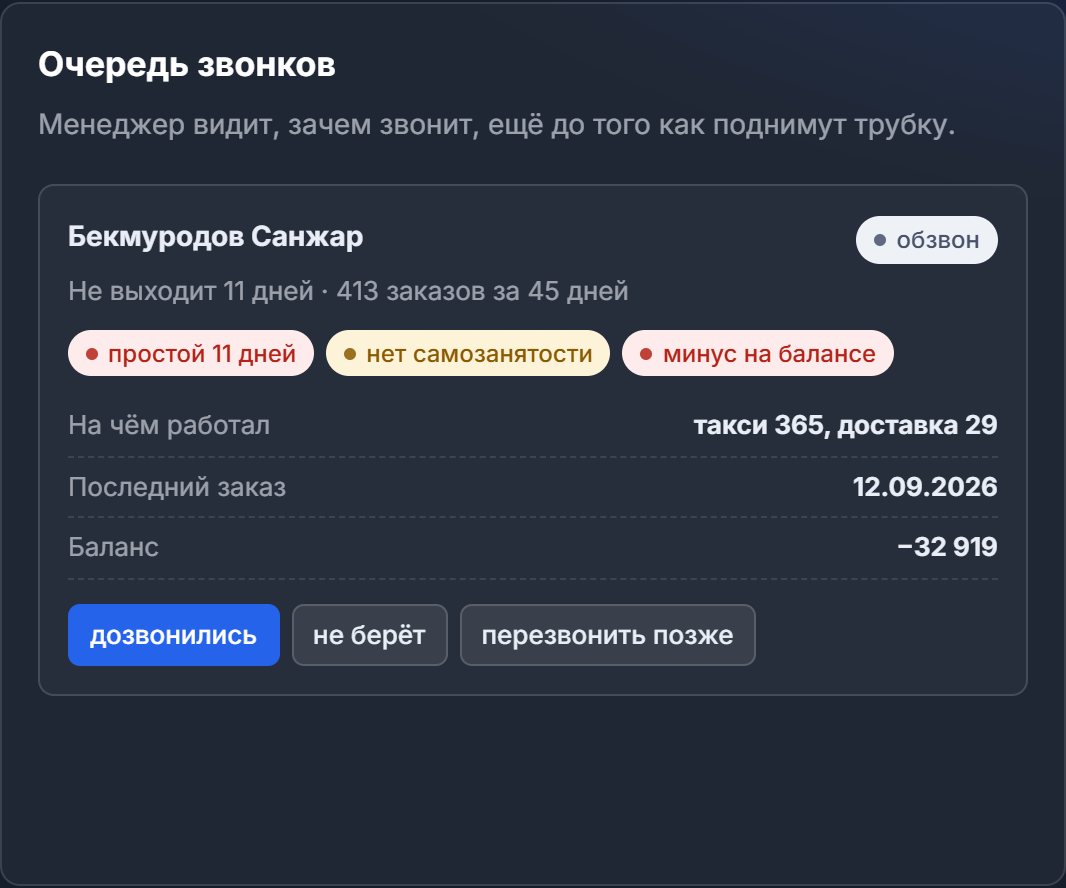 Очередь звонков
Менеджер видит, зачем звонит, ещё до того как поднимут трубку.
Бекмуродов Санжар
обзвон
Не выходит 11 дней · 413 заказов за 45 дней
простой 11 дней
нет самозанятости
минус на балансе
На чём работал
такси 365, доставка 29
Последний заказ
12.09.2026
Баланс
−32 919
дозвонились
не берёт
перезвонить позже